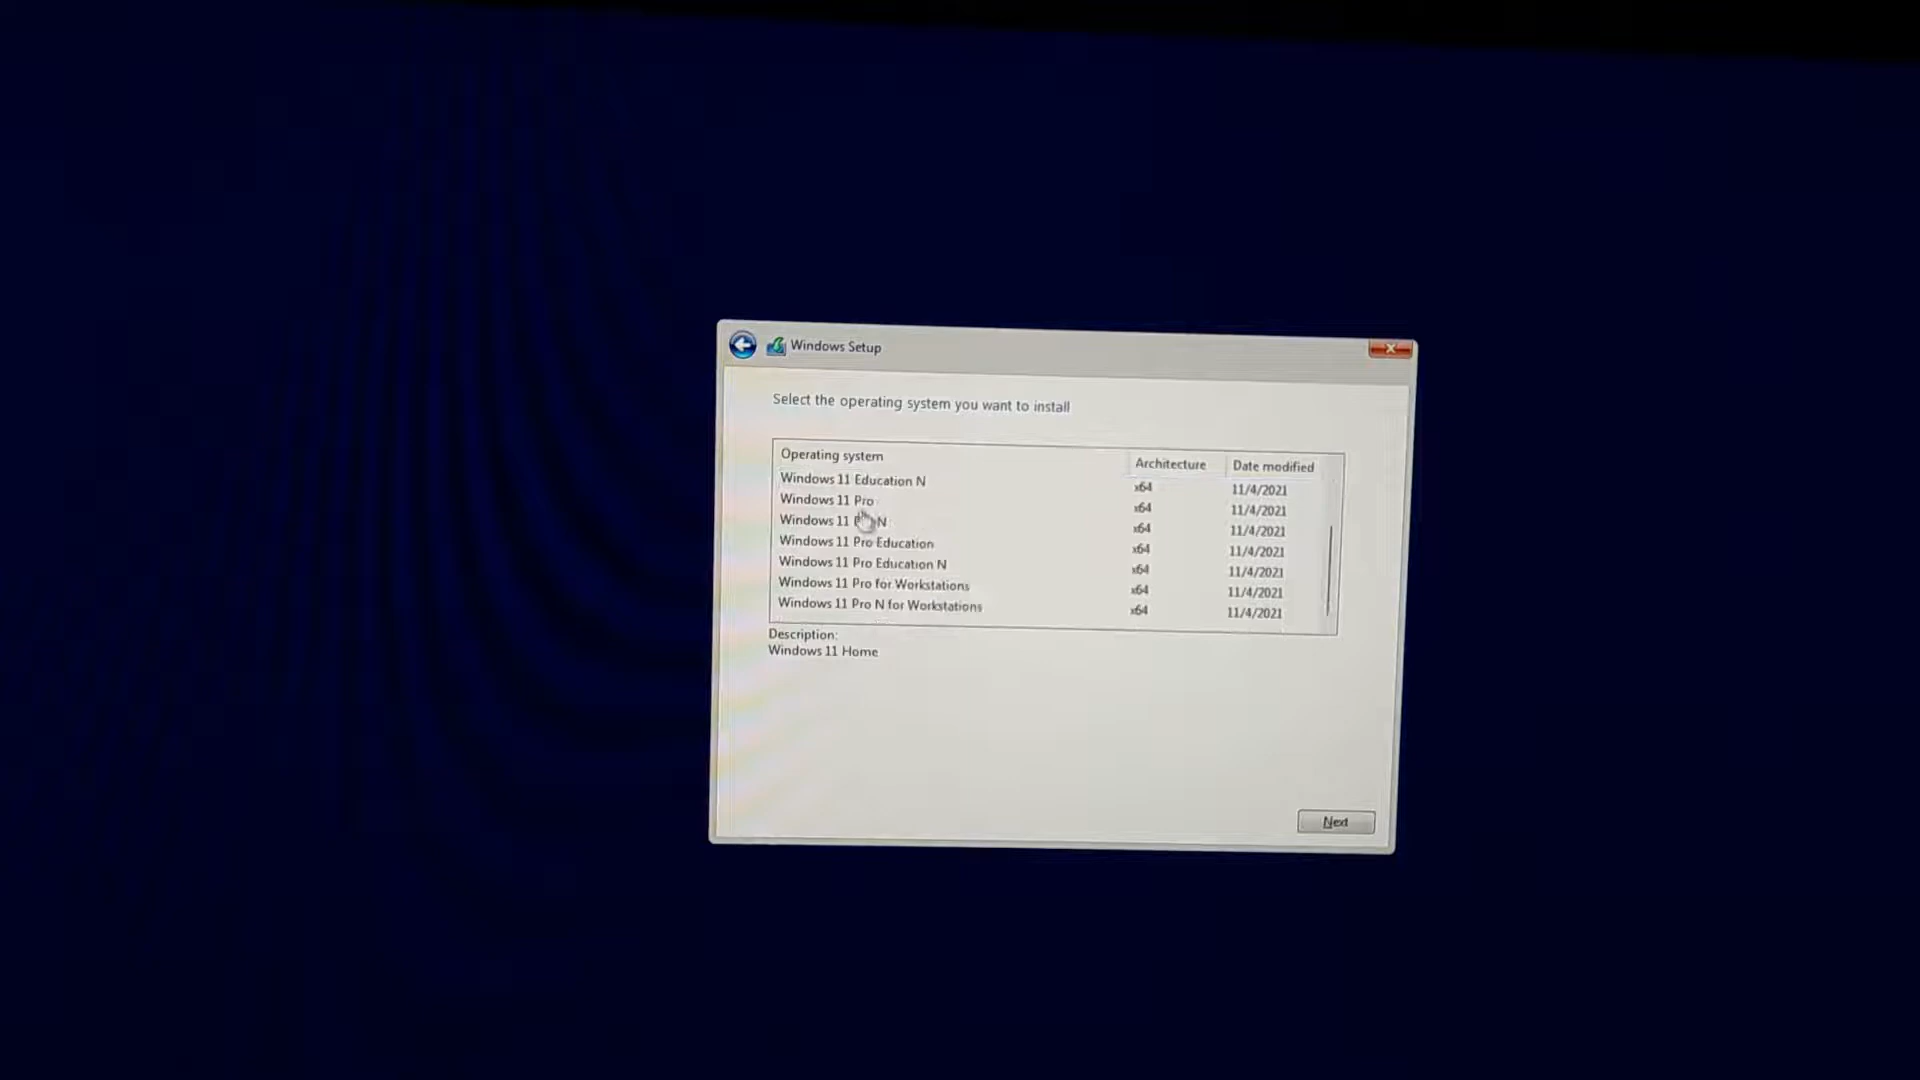 Windows Setup
Select the operating system you want to install
Operating system Architecture Date modified
Windows 11 Education N x64 11/4/2021
Windows 11 Pro x64 11/4/2021
Windows 11 N x64 11/4/2021
Windows 11 Pro Education x64 11/4/2021
Windows 11 Pro Education N x64 11/4/2021
Windows 11 Pro for Workstations x64 11/4/2021
Windows 11 Pro N for Workstations x64 11/4/2021
Description:
Windows 11 Home
Next